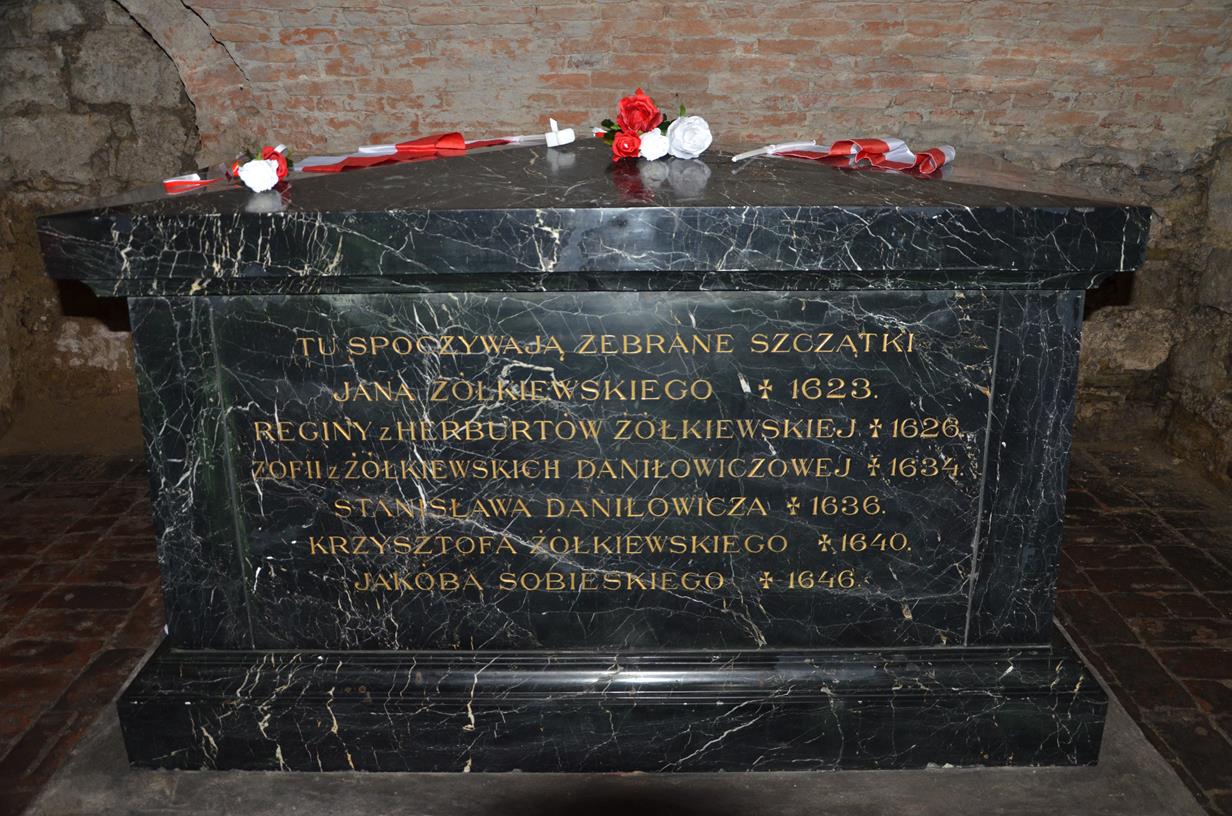 TU SPOCZYWAJĄ ZEBRANE SZCZĄTKI
JANA ŻÓŁKIEWSKIEGO ✠ 1623.
REGINY z HERBURTÓW ŻÓŁKIEWSKIEJ ✠ 1626.
ZOFII z ŻÓŁKIEWSKICH DANIŁOWICZOWEJ ✠ 1634.
STANISŁAWA DANIŁOWICZA ✠ 1636.
KRZYSZTOFA ŻÓŁKIEWSKIEGO ✠ 1640.
JAKÓBA SOBIESKIEGO ✠ 1646.